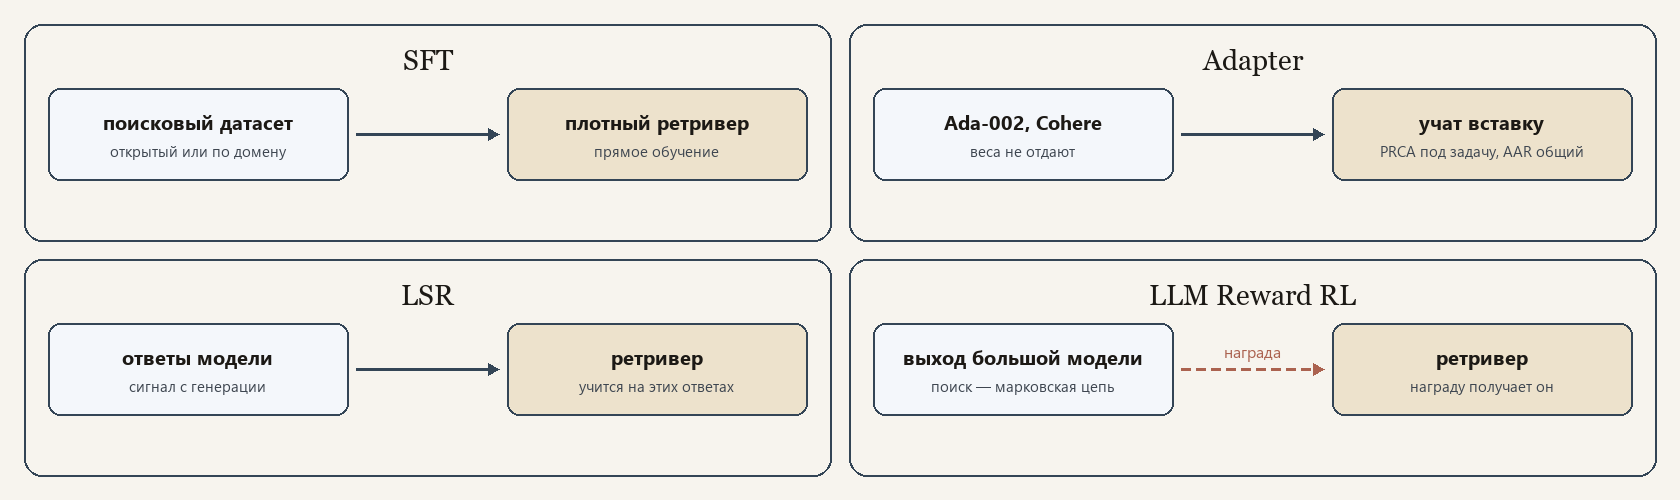 SFT
поисковый датасет
открытый или по домену
плотный ретривер
прямое обучение
Adapter
Ada-002, Cohere
веса не отдают
учат вставку
PRCA под задачу, AAR общий
LSR
ответы модели
сигнал с генерации
ретривер
учится на этих ответах
LLM Reward RL
выход большой модели
поиск — марковская цепь
награда
ретривер
награду получает он